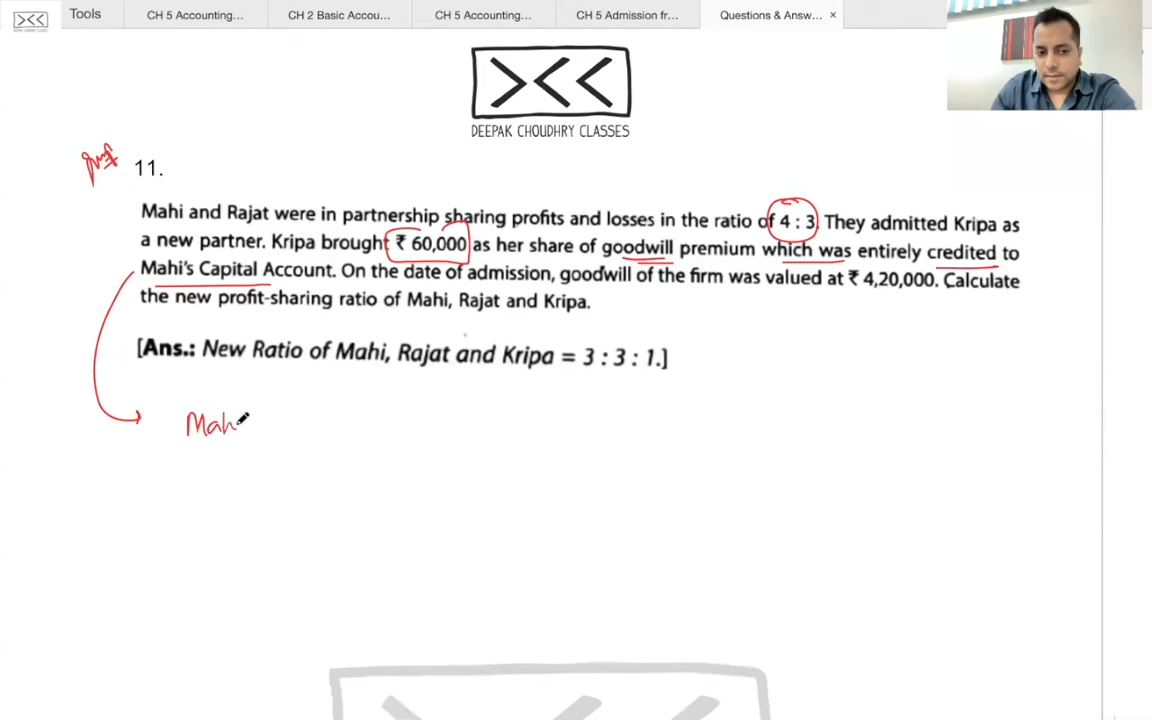 Tools
CH 5 Accounting...
CH 2 Basic Accou...
CH 5 Accounting...
CH 5 Admission fr...
Questions & Answ... ×
DEEPAK CHOUDHRY CLASSES
11.
Mahi and Rajat were in partnership sharing profits and losses in the ratio of 4 : 3. They admitted Kripa as
a new partner. Kripa brought ₹ 60,000 as her share of goodwill premium which was entirely credited to
Mahi's Capital Account. On the date of admission, goodwill of the firm was valued at ₹ 4,20,000. Calculate
the new profit-sharing ratio of Mahi, Rajat and Kripa.
[Ans.: New Ratio of Mahi, Rajat and Kripa = 3 : 3 : 1.]
Mah